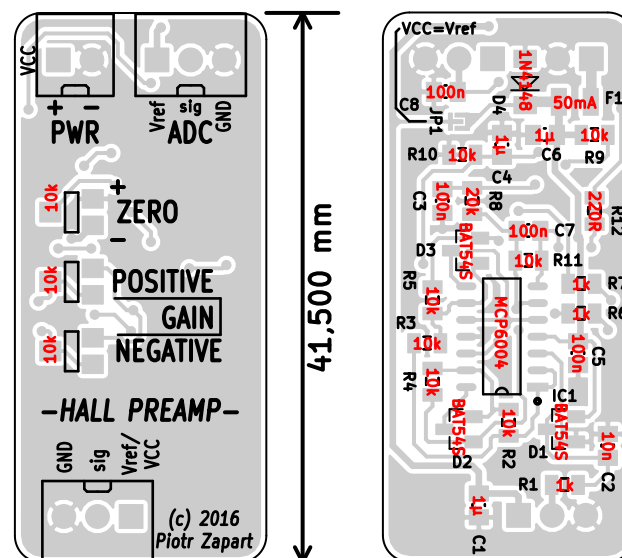 VCC
+ -
PWR
Vref
sig
GND
ADC
10k
+
ZERO
-
10k
POSITIVE
GAIN
10k
NEGATIVE
-HALL PREAMP-
GND
sig
Vref/
VCC
(c) 2016
Piotr Zapart
41,500 mm
VCC=Vref
1N4148
100n
C8
JP1
D4
50mA
F1
1µ
1µ
10k
R10
10k
C6
R9
C4
C3
100n
20k
R8
220R
R12
D3
BAT54S
100n
C7
10k
R11
R5
10k
MCP6004
1k
R7
1k
R6
R3
10k
100n
C5
R4
10k
IC1
BAT54S
D2
10k
R2
D1
BAT54S
10n
C2
R1
1k
1µ
C1